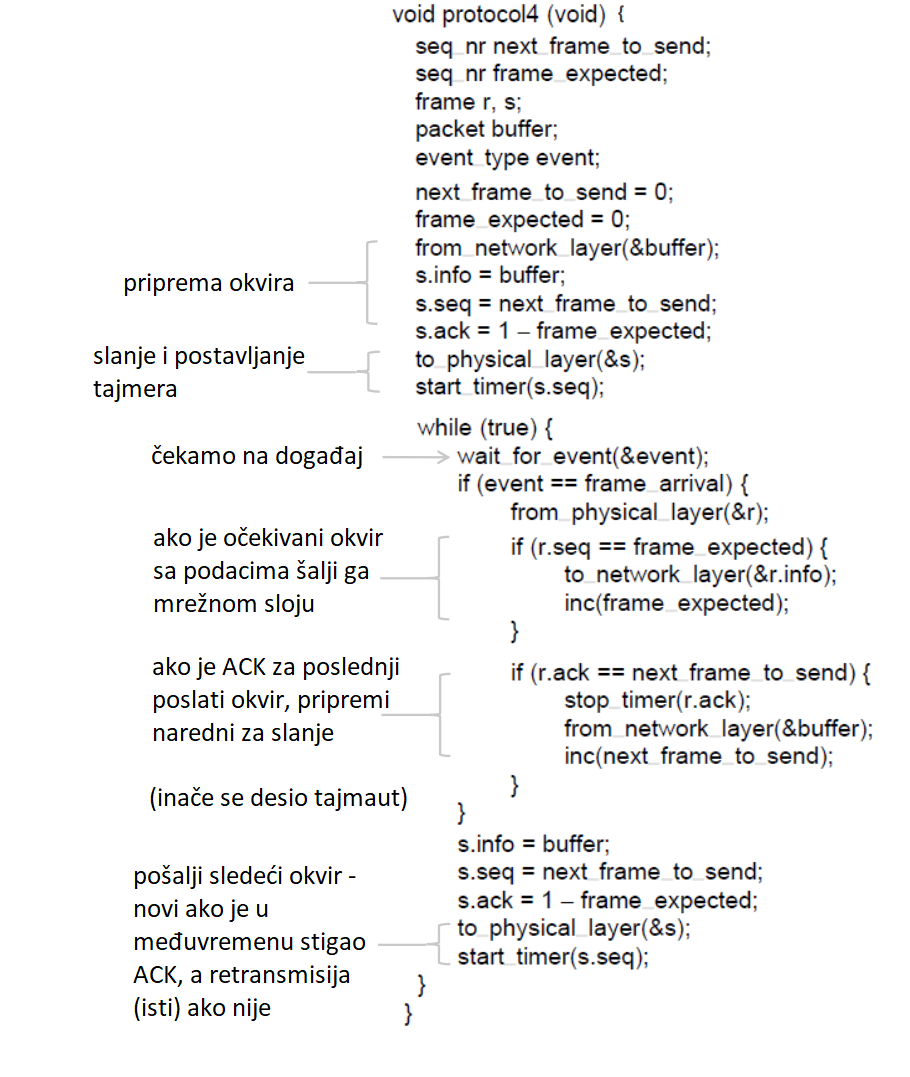 void protocol4 (void) {
seq_nr next_frame_to_send;
seq_nr frame_expected;
frame r, s;
packet buffer;
event_type event;
next_frame_to_send = 0;
frame_expected = 0;
from_network_layer(&buffer);
priprema okvira
s.info = buffer;
s.seq = next_frame_to_send;
s.ack = 1 – frame_expected;
slanje i postavljanje
tajmera
to_physical_layer(&s);
start_timer(s.seq);
while (true) {
čekamo na događaj
wait_for_event(&event);
if (event == frame_arrival) {
from_physical_layer(&r);
ako je očekivani okvir
sa podacima šalji ga
mrežnom sloju
if (r.seq == frame_expected) {
to_network_layer(&r.info);
inc(frame_expected);
}
ako je ACK za poslednji
poslati okvir, pripremi
naredni za slanje
if (r.ack == next_frame_to_send) {
stop_timer(r.ack);
from_network_layer(&buffer);
inc(next_frame_to_send);
}
(inače se desio tajmaut)
}
s.info = buffer;
s.seq = next_frame_to_send;
s.ack = 1 – frame_expected;
pošalji sledeći okvir -
novi ako je u
međuvremenu stigao
ACK, a retransmisija
(isti) ako nije
to_physical_layer(&s);
start_timer(s.seq);
}
}